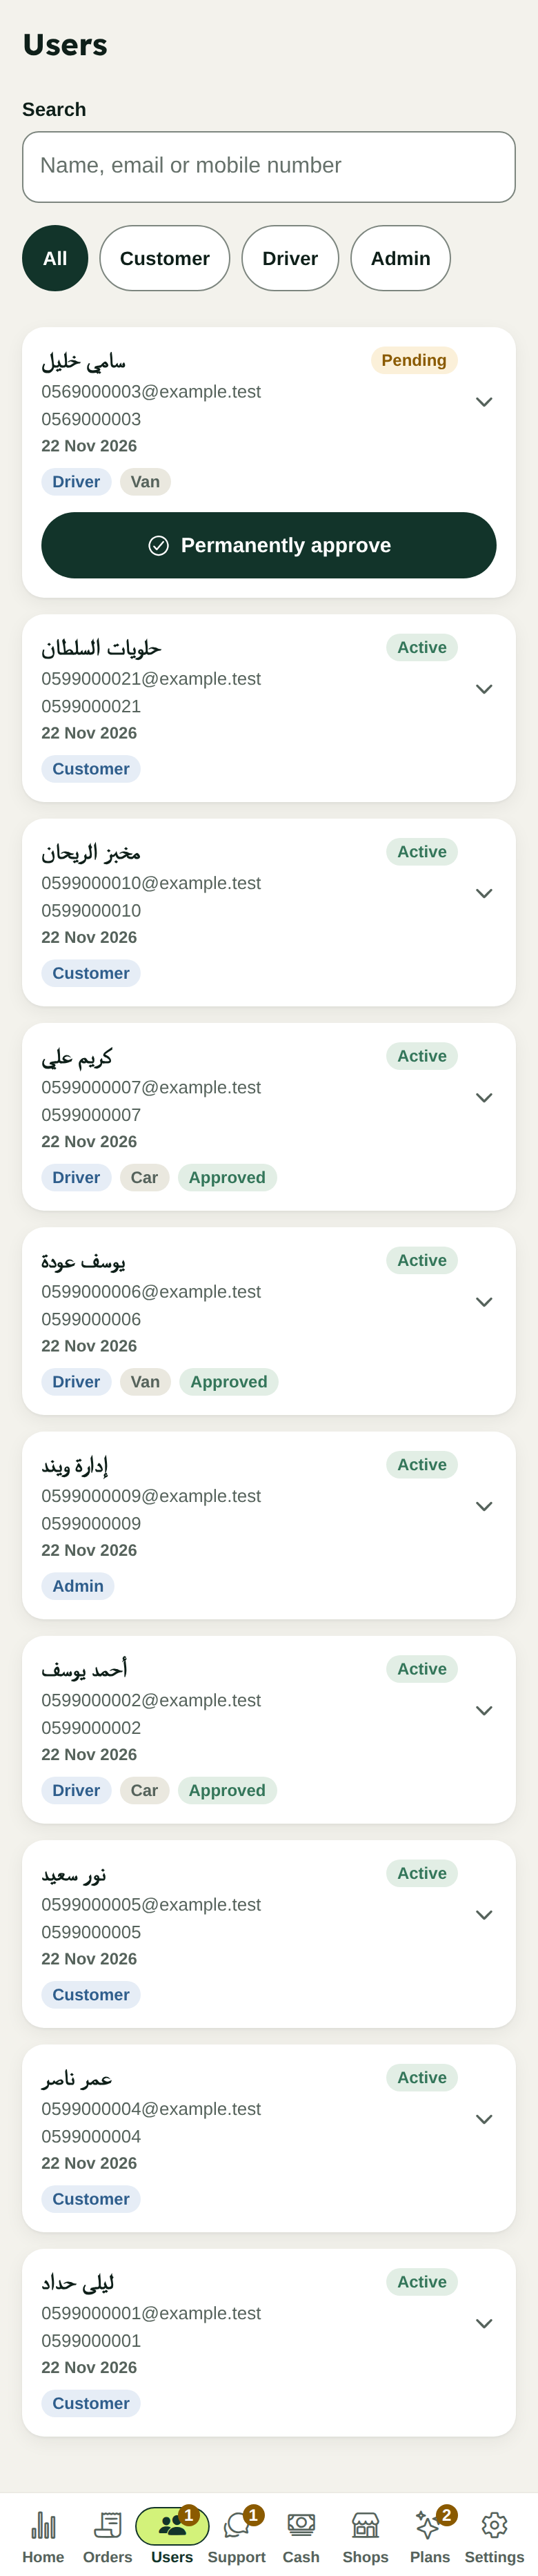 Users
Search
Name, email or mobile number
All Customer Driver Admin
سامي خليل Pending
0569000003@example.test
0569000003
22 Nov 2026
Driver Van
Permanently approve
حلويات السلطان Active
0599000021@example.test
0599000021
22 Nov 2026
Customer
مخبز الريحان Active
0599000010@example.test
0599000010
22 Nov 2026
Customer
كريم علي Active
0599000007@example.test
0599000007
22 Nov 2026
Driver Car Approved
يوسف عودة Active
0599000006@example.test
0599000006
22 Nov 2026
Driver Van Approved
إدارة ويند Active
0599000009@example.test
0599000009
22 Nov 2026
Admin
أحمد يوسف Active
0599000002@example.test
0599000002
22 Nov 2026
Driver Car Approved
نور سعيد Active
0599000005@example.test
0599000005
22 Nov 2026
Customer
عمر ناصر Active
0599000004@example.test
0599000004
22 Nov 2026
Customer
ليلى حداد Active
0599000001@example.test
0599000001
22 Nov 2026
Customer
1 1 2
Home Orders Users Support Cash Shops Plans Settings